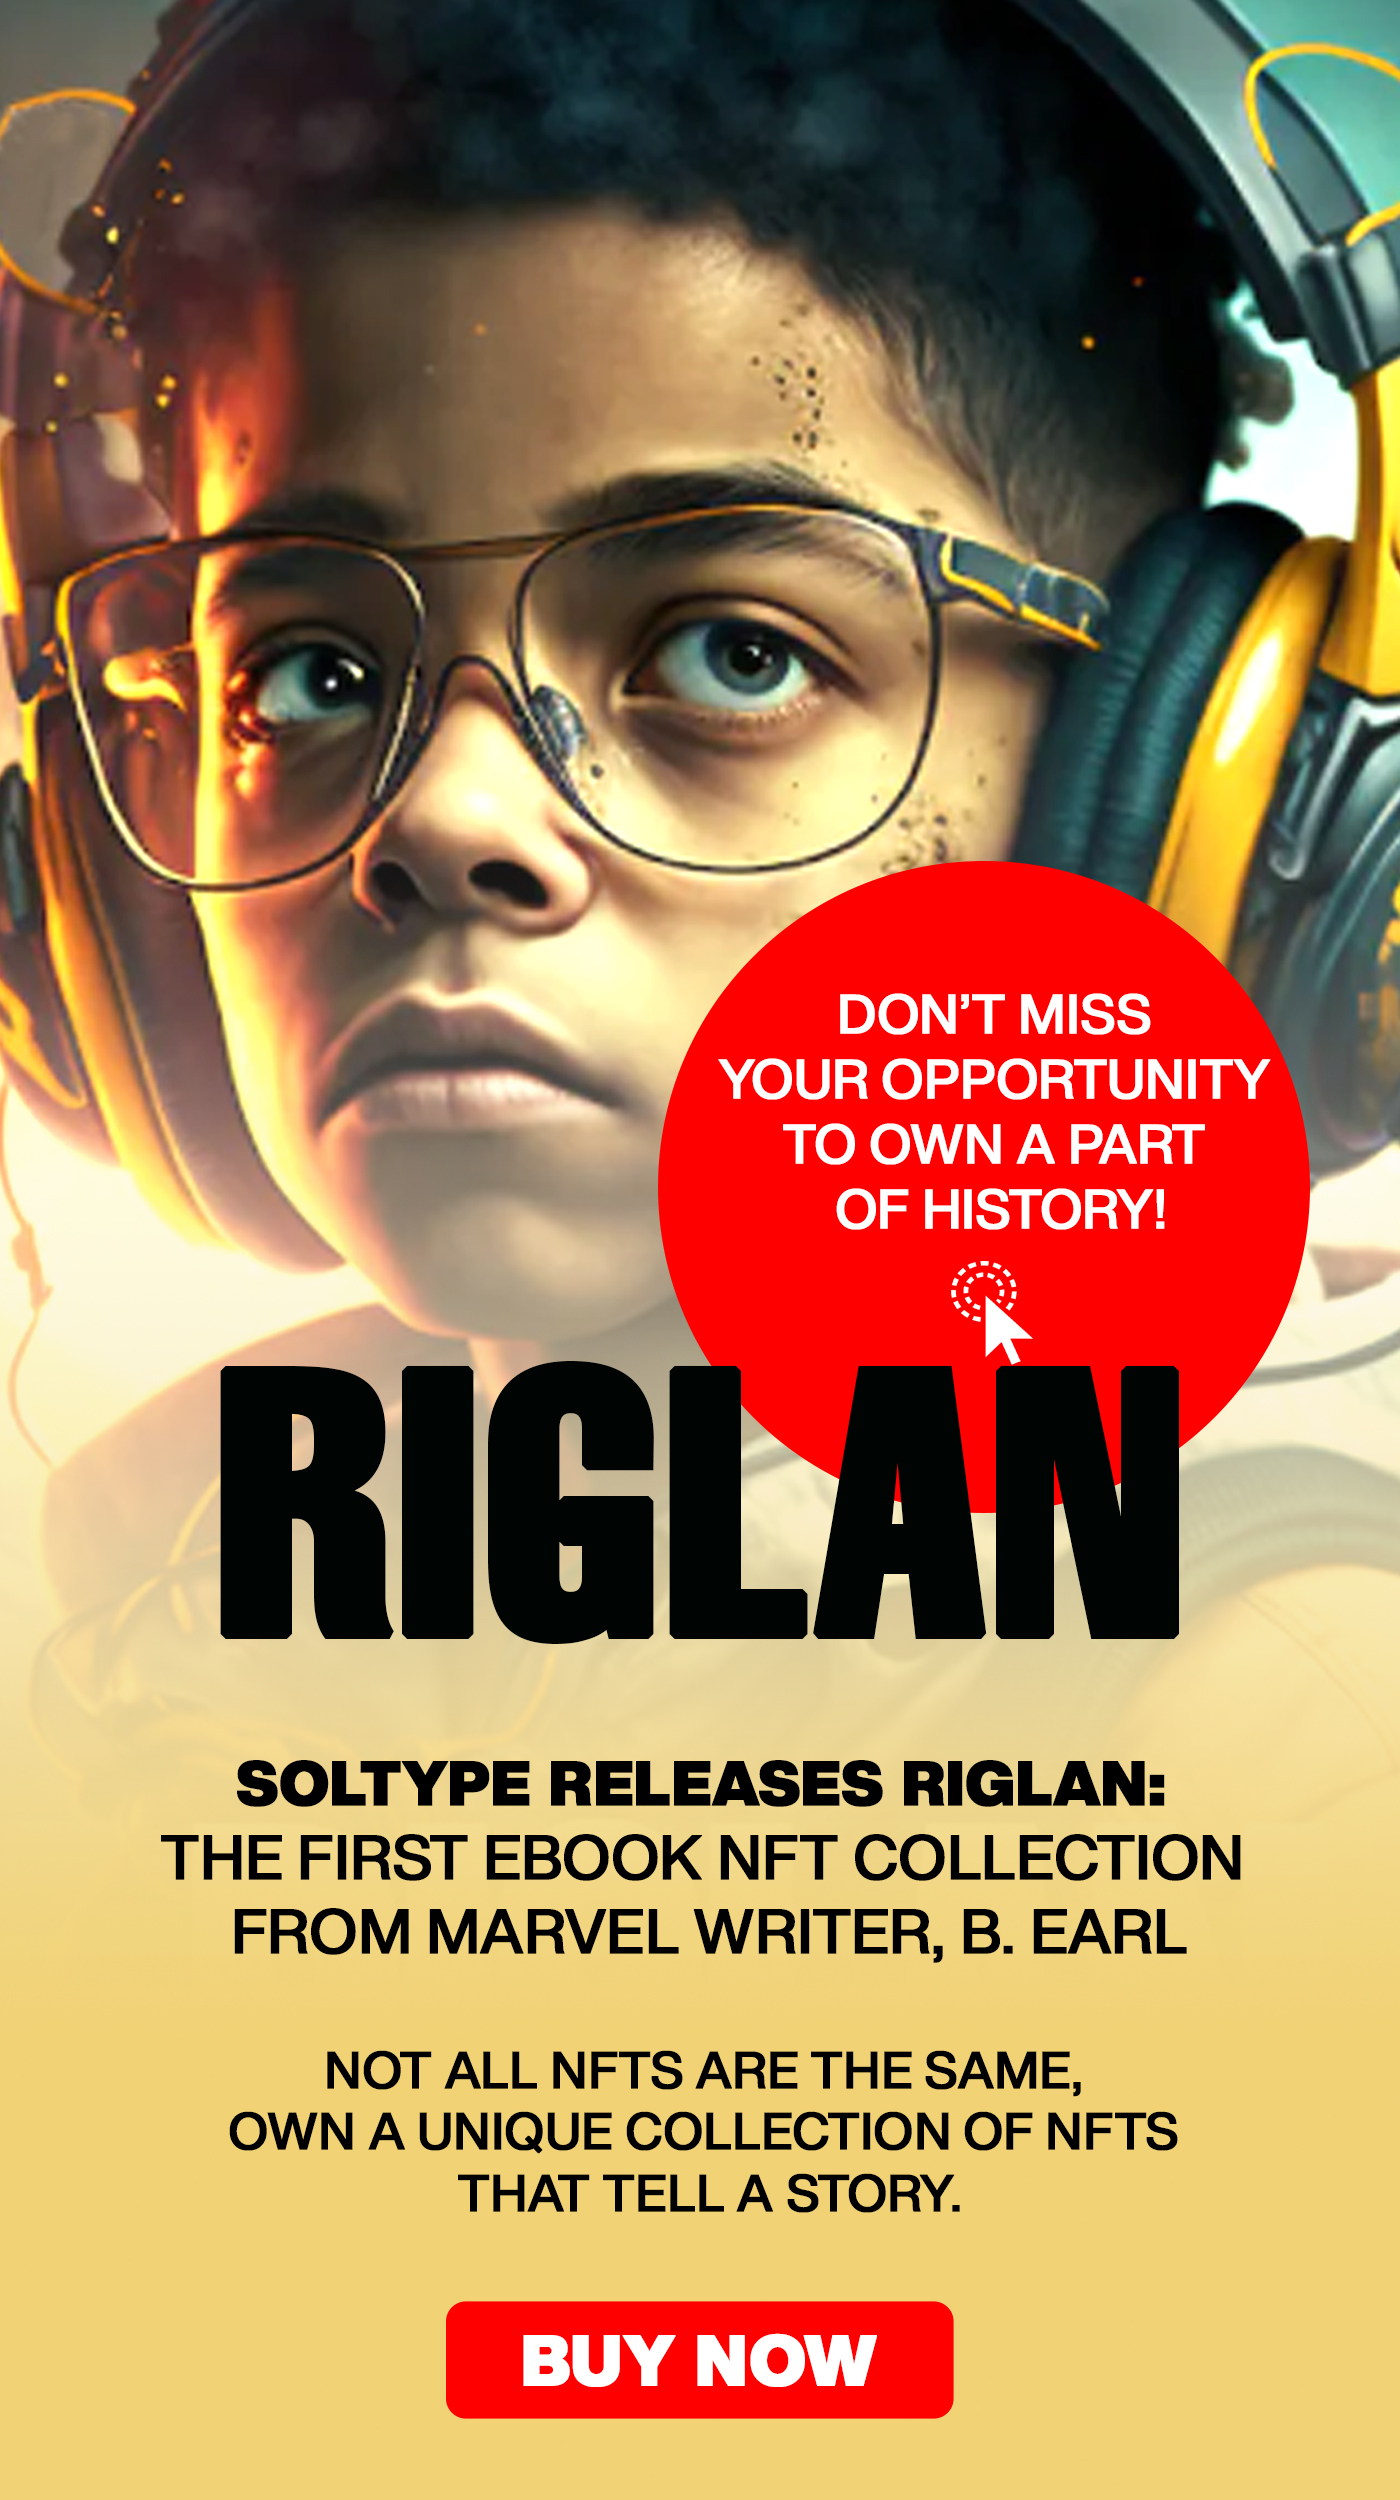 DON'T MISS
YOUR OPPORTUNITY
TO OWN A PART
OF HISTORY!
RIGLAN
SOLTYPE RELEASES RIGLAN:
THE FIRST EBOOK NFT COLLECTION
FROM MARVEL WRITER, B. EARL
NOT ALL NFTS ARE THE SAME,
OWN A UNIQUE COLLECTION OF NFTS
THAT TELL A STORY.
BUY NOW